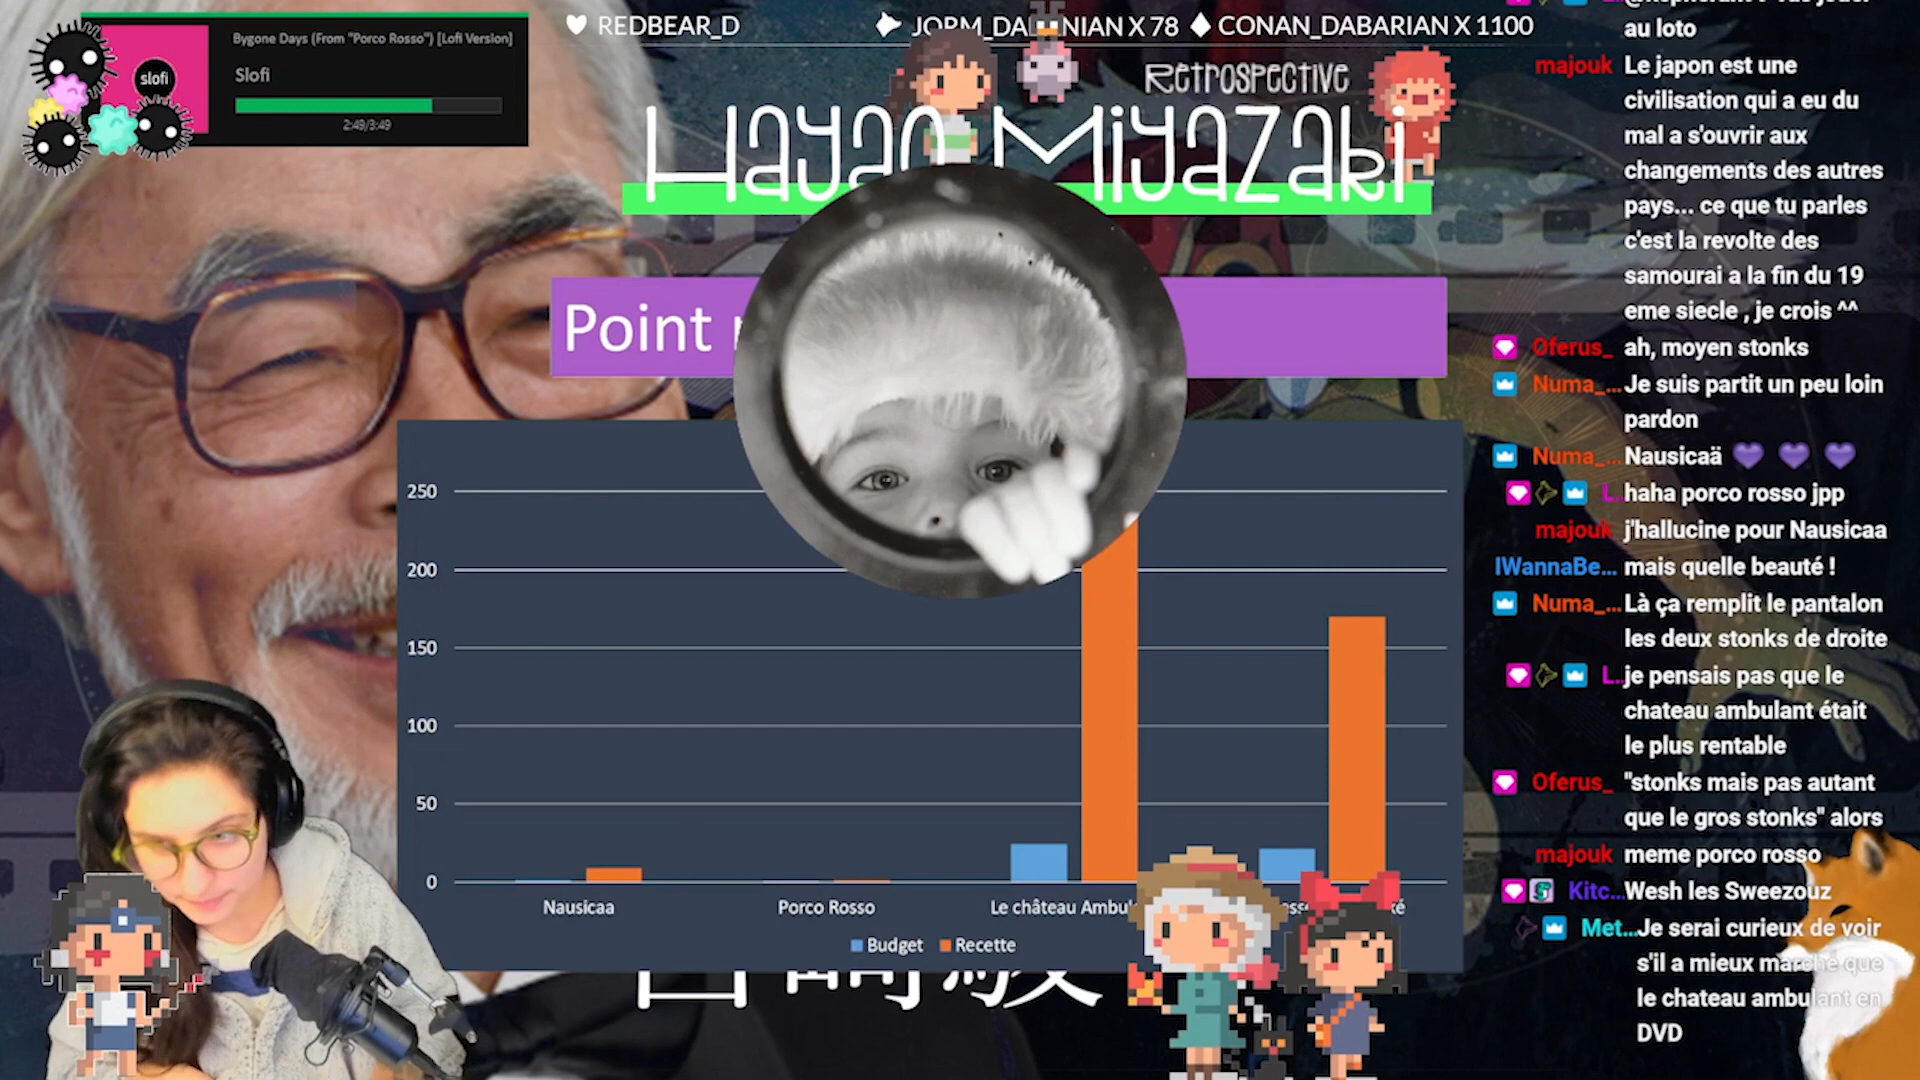 Bygone Days (From "Porco Rosso") [Lofi Version]
slofi
Slofi
2:49/3:49
REDBEAR_D
X 78
CONAN_DABARIAN X 1100
RETROSPECTIVE
Hayao Miyazaki
Point
250
200
150
100
50
0
Nausicaa
Porco Rosso
Le château
Budget
Recette
au loto
majouk Le japon est une
civilisation qui a eu du
mal a s'ouvrir aux
changements des autres
pays... ce que tu parles
c'est la revolte des
samourai a la fin du 19
eme siecle , je crois ^^
Oferus_ ah, moyen stonks
Numa_... Je suis partit un peu loin
pardon
Numa_... Nausicaä 💜 💜 💜
L.. haha porco rosso jpp
majouk j'hallucine pour Nausicaa
IWannaBe... mais quelle beauté !
Numa_... Là ça remplit le pantalon
les deux stonks de droite
L.. je pensais pas que le
chateau ambulant était
le plus rentable
Oferus_ "stonks mais pas autant
que le gros stonks" alors
majouk meme porco rosso
Kitc... Wesh les Sweezouz
Met... Je serai curieux de voir
s'il a mieux marché que
le chateau ambulant en
DVD